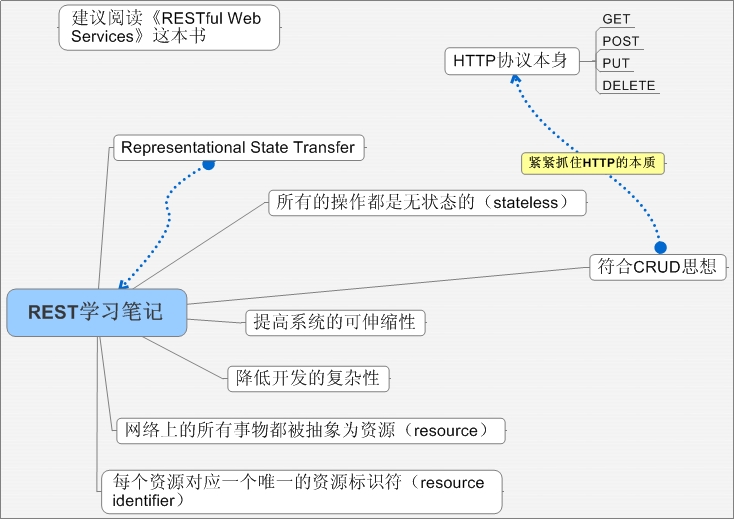 建议阅读《RESTful Web
Services》这本书
GET
POST
PUT
DELETE
HTTP协议本身
Representational State Transfer
紧紧抓住HTTP的本质
所有的操作都是无状态的（stateless）
符合CRUD思想
REST学习笔记
提高系统的可伸缩性
降低开发的复杂性
网络上的所有事物都被抽象为资源（resource）
每个资源对应一个唯一的资源标识符（resource
identifier）